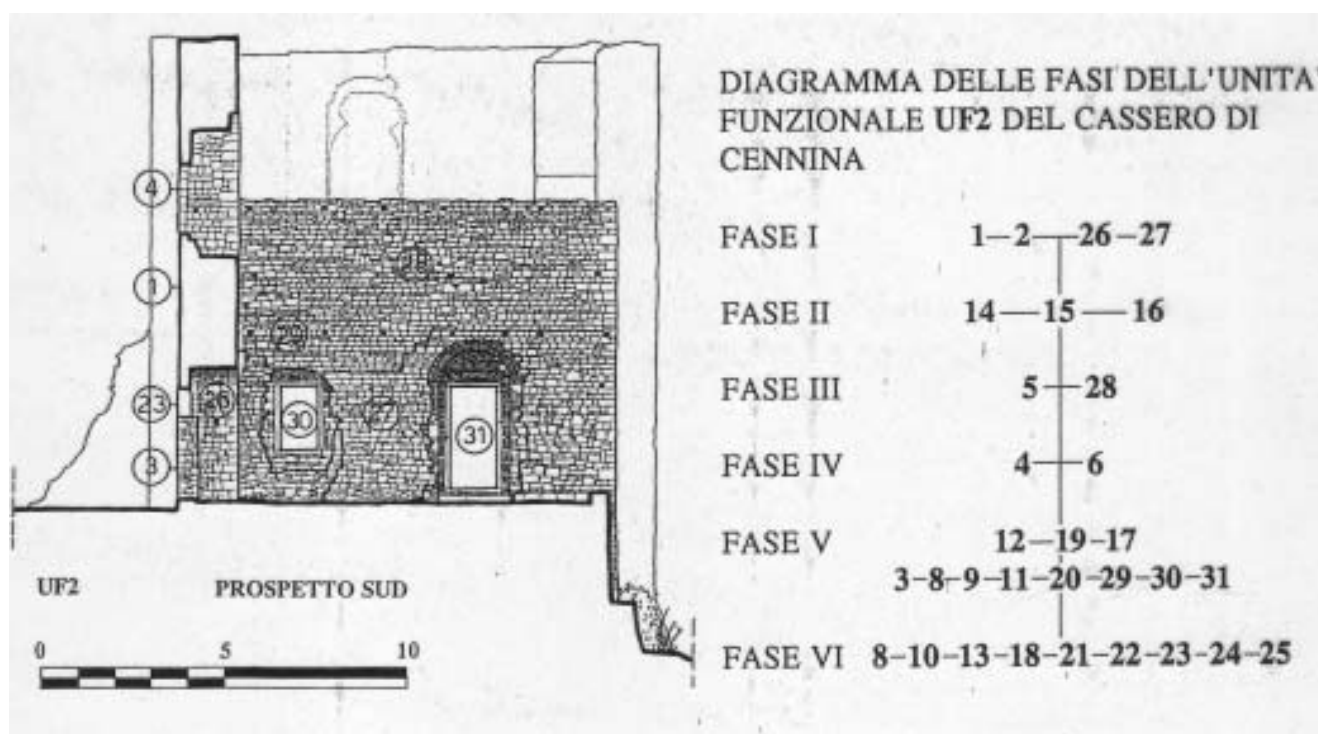 DIAGRAMMA DELLE FASI DELL'UNITA'
FUNZIONALE UF2 DEL CASSERO DI
CENNINA
FASE I 1-2-26-27
FASE II 14-15-16
FASE III 5-28
FASE IV 4-6
FASE V 12-19-17
3-8-9-11-20-29-30-31
FASE VI 8-10-13-18-21-22-23-24-25
4
28
1
29
26
27
23
30
31
3
UF2 PROSPETTO SUD
0 5 10